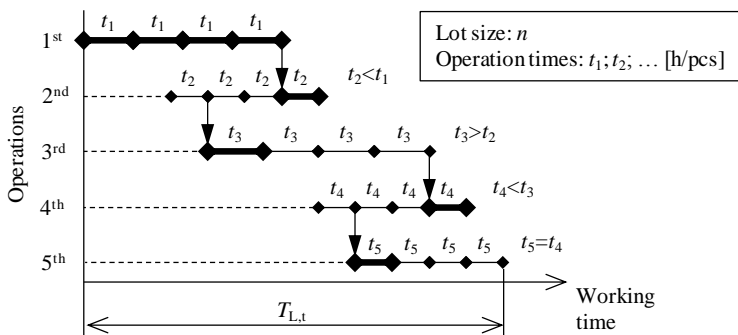 Lot size: n
Operation times: t₁; t₂; … [h/pcs]
Operations
t₁ t₁ t₁ t₁
1ˢᵗ
t₂ t₂ t₂ t₂ t₂<t₁
2ⁿᵈ
t₃ t₃ t₃ t₃ t₃>t₂
3ʳᵈ
t₄ t₄ t₄ t₄ t₄<t₃
4ᵗʰ
t₅ t₅ t₅ t₅ t₅=t₄
5ᵗʰ
Working
time
T_L,t